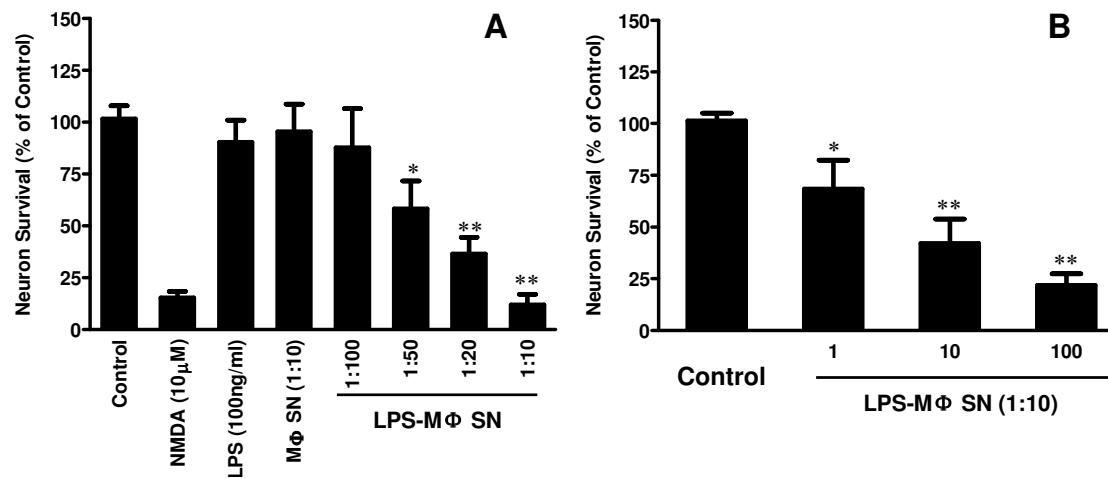 A
Neuron Survival (% of Control)
150
125
100
75
50
25
0
*
**
**
Control
NMDA (10µM)
LPS (100ng/ml)
MΦ SN (1:10)
1:100
1:50
1:20
1:10
LPS-MΦ SN
B
Neuron Survival (% of Control)
150
125
100
75
50
25
0
*
**
**
Control
1
10
100
LPS-MΦ SN (1:10)